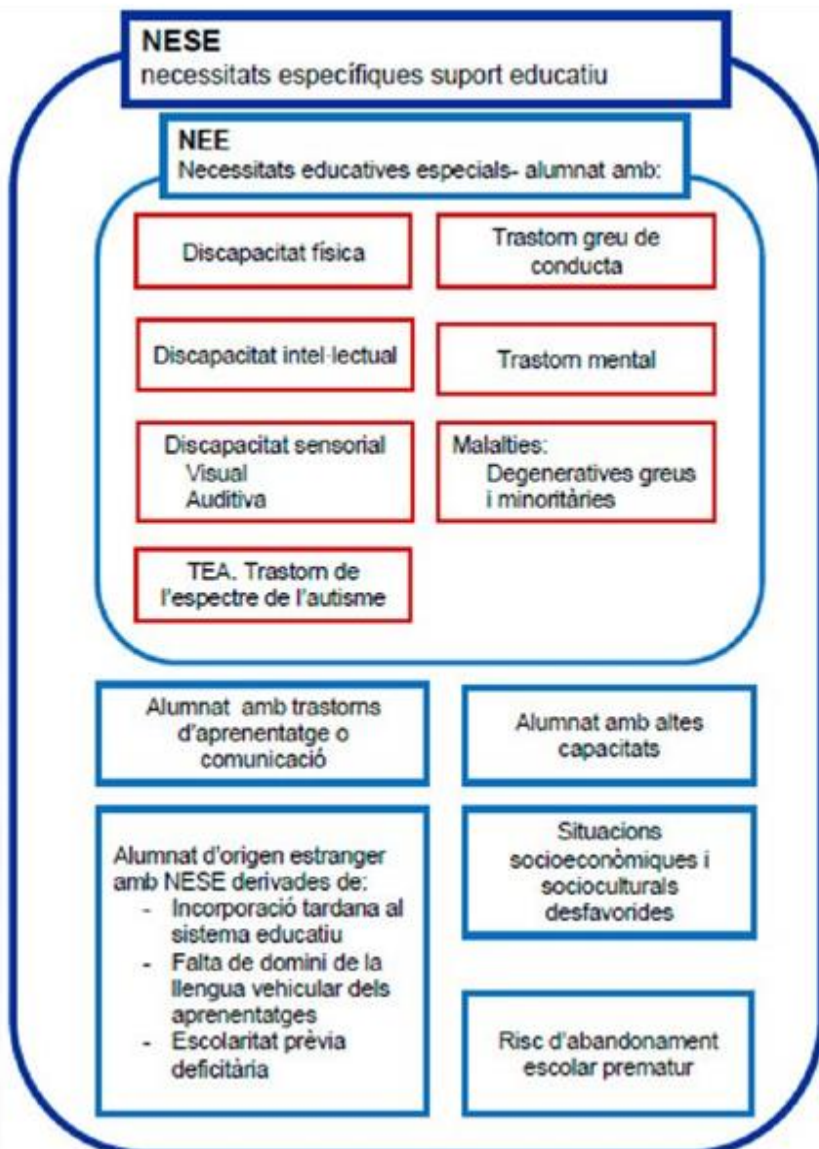 NESE
necessitats específiques suport educatiu
NEE
Necessitats educatives especials- alumnat amb:
Discapacitat física
Trastorn greu de
conducta
Discapacitat intel·lectual
Trastorn mental
Discapacitat sensorial
Visual
Auditiva
Malalties:
Degeneratives greus
i minoritàries
TEA. Trastorn de
l'espectre de l'autisme
Alumnat amb trastorns
d'aprenentatge o
comunicació
Alumnat amb altes
capacitats
Alumnat d'origen estranger
amb NESE derivades de:
- Incorporació tardana al
sistema educatiu
- Falta de domini de la
llengua vehicular dels
aprenentatges
- Escolaritat prèvia
deficitària
Situacions
socioeconòmiques i
socioculturals
desfavorides
Risc d'abandonament
escolar prematur